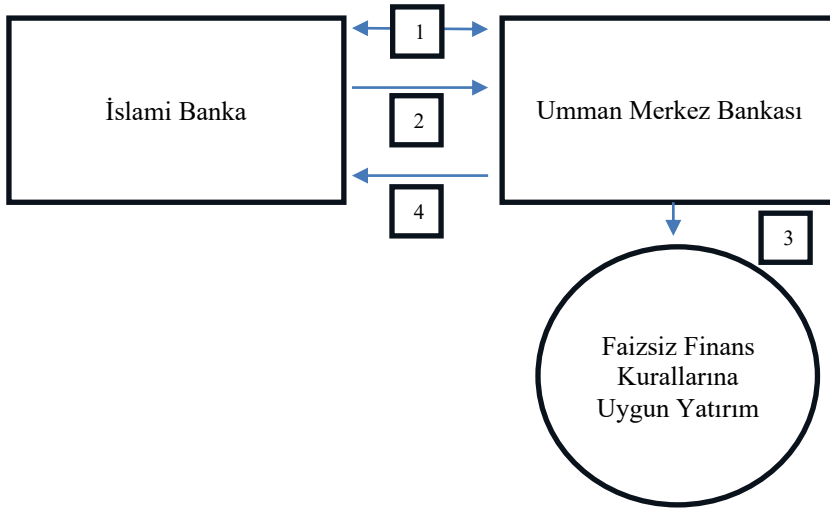 1
İslami Banka
Umman Merkez Bankası
2
4
3
Faizsiz Finans
Kurallarına
Uygun Yatırım